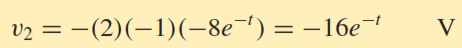 v₂ = −(2)(−1)(−8e⁻ᵗ) = −16e⁻ᵗ V